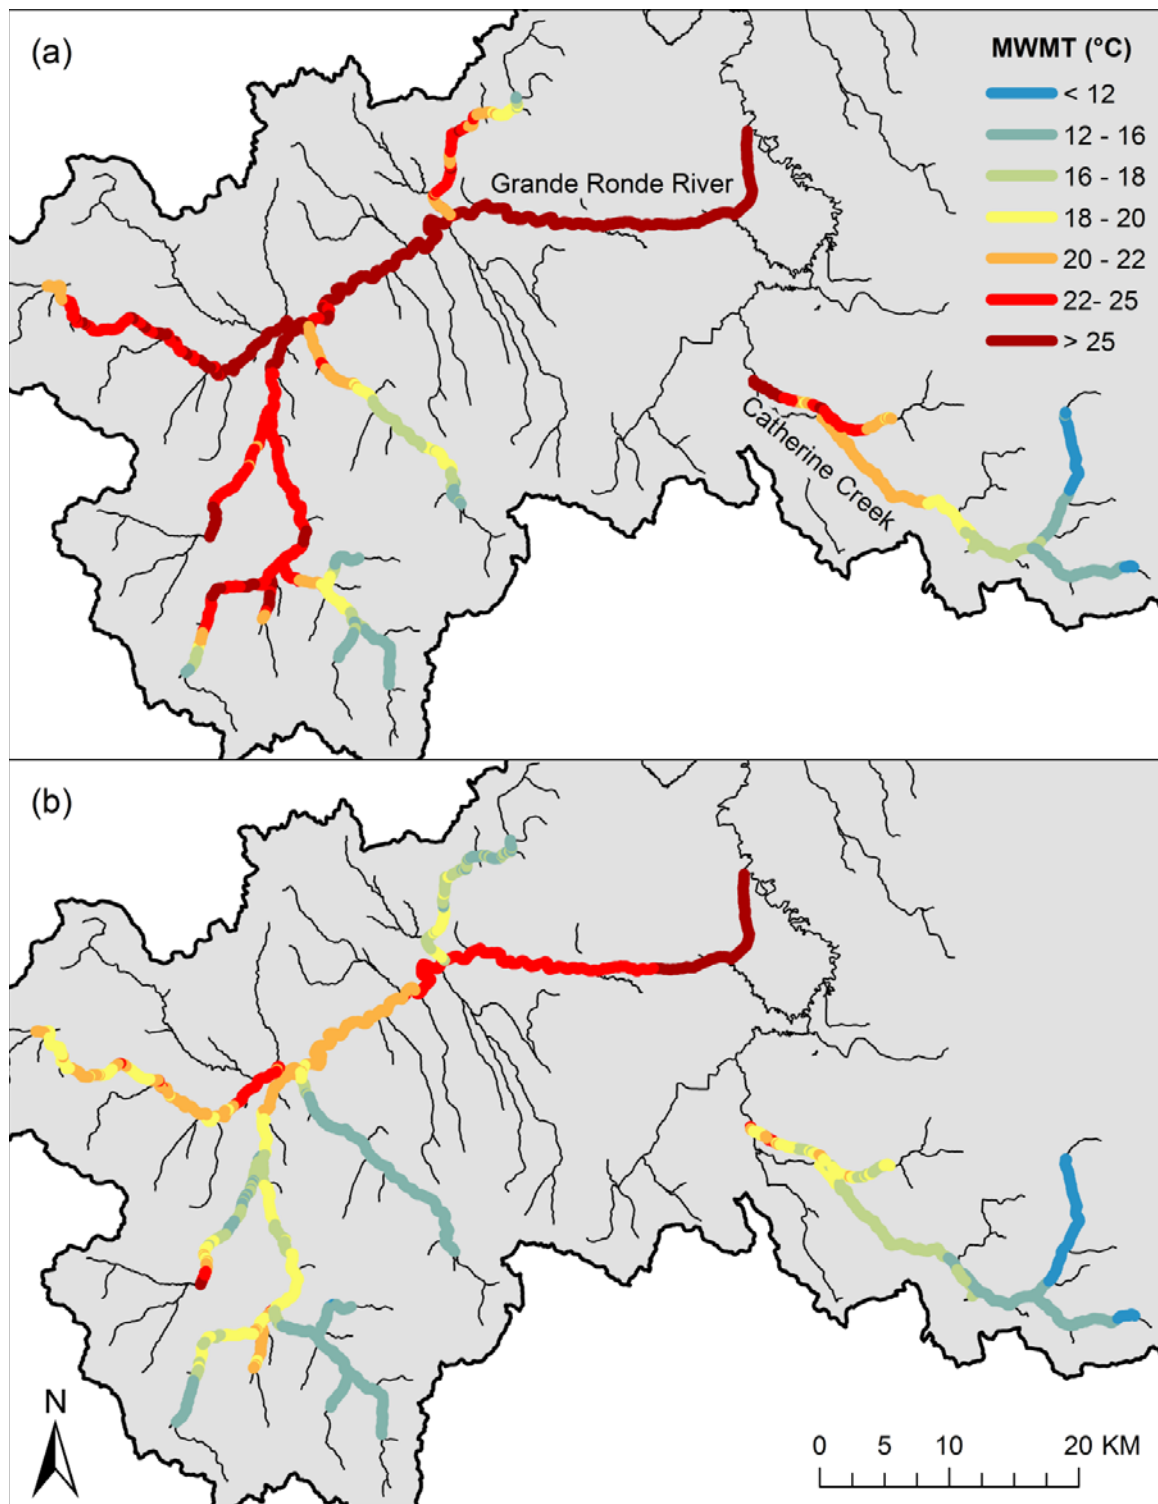 (a)
MWMT (°C)
< 12
12 - 16
16 - 18
18 - 20
20 - 22
22- 25
> 25
Grande Ronde River
Catherine Creek
(b)
N
0 5 10 20 KM